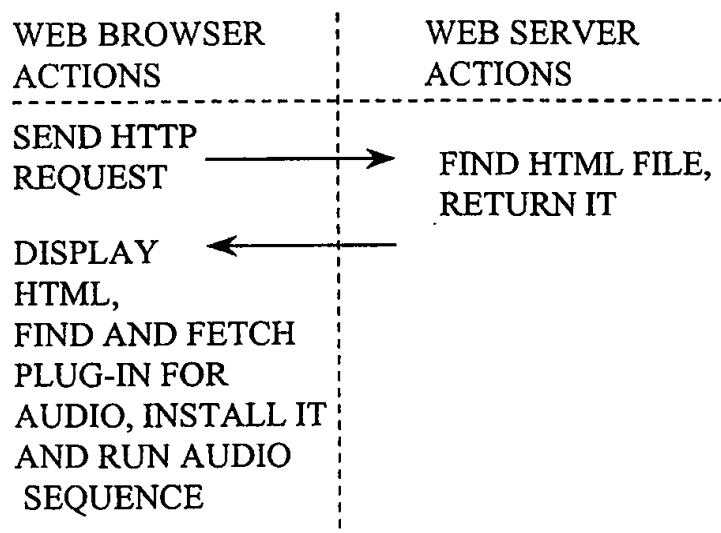 WEB BROWSER
ACTIONS
WEB SERVER
ACTIONS
SEND HTTP
REQUEST
FIND HTML FILE,
RETURN IT
DISPLAY
HTML,
FIND AND FETCH
PLUG-IN FOR
AUDIO, INSTALL IT
AND RUN AUDIO
SEQUENCE